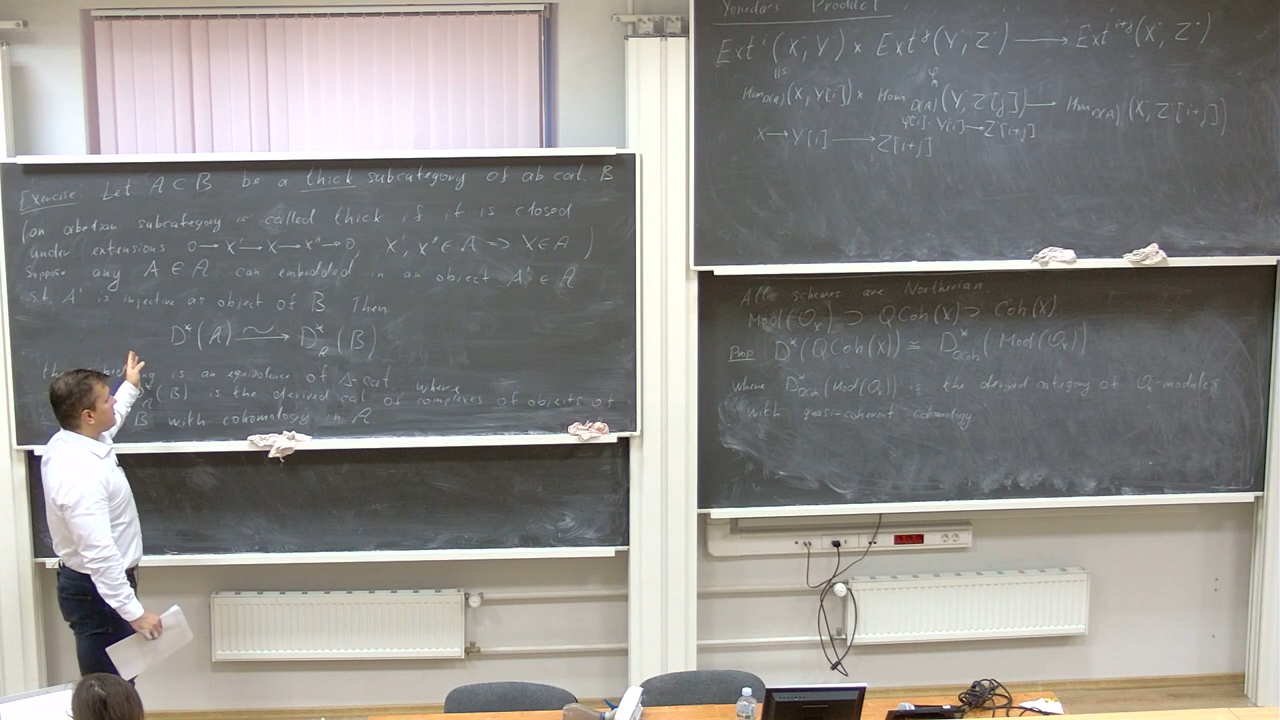 Exercise: Let A ⊂ B be a thick subcategory of ab cat. B
(an abelian subcategory is called thick if it is closed
under extensions 0 → X' → X → X'' → 0, X', X'' ∈ A => X ∈ A )
Suppose any A ∈ A can embedded in an object A' ∈ A
s.t. A' is injective as object of B. Then
D*(A) ⥲ D*_A(B)
is an equivalence of Δ-cat, where
(B) is the derived cat of complexes of objects of
B with cohomology in A
Yoneda's Product
Ext^i(X˙, Y˙) × Ext^j(Y˙, Z˙) → Ext^{i+j}(X˙, Z˙)
Hom_{D(A)}(X, Y[i]) × Hom_{D(A)}(Y, Z[j]) → Hom_{D(A)}(X, Z[i+j])
X → Y[i] → Z[i+j] φ[i]: Y[i] → Z[i+j]
All schemes are Noetherian.
Mod(O_X) ⊃ QCoh(X) ⊃ Coh(X)
Prop D*(QCoh(X)) ≅ D*_{QCoh}(Mod(O_X))
where D*_{QCoh}(Mod(O_X)) is the derived category of O_X-modules
with quasi-coherent cohomology